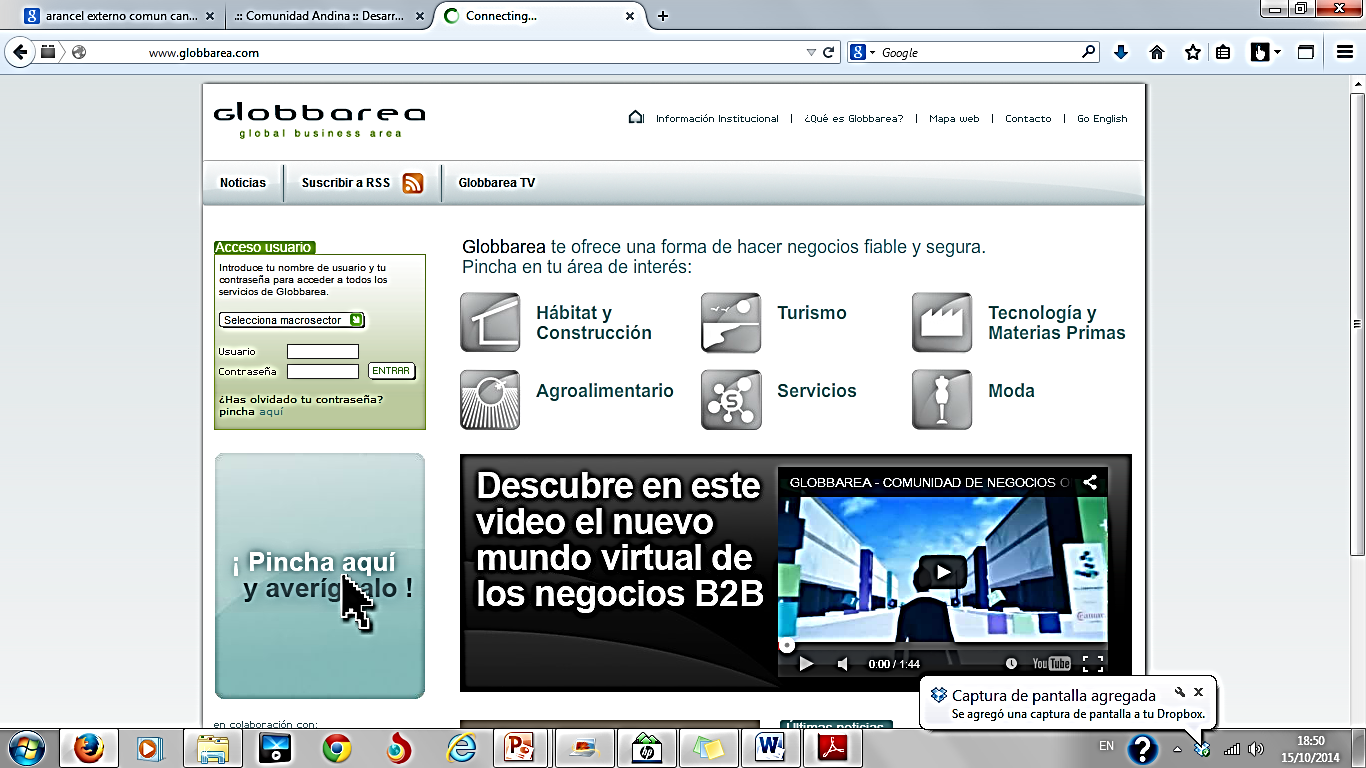 arancel externo comun can...
.:: Comunidad Andina :: Desarr...
Connecting...
www.globbarea.com
Google
globbarea
global business area
Información Institucional | ¿Qué es Globbarea? | Mapa web | Contacto | Go English
Noticias
Suscribir a RSS
Globbarea TV
Acceso usuario
Introduce tu nombre de usuario y tu
contraseña para acceder a todos los
servicios de Globbarea.
Selecciona macrosector
Usuario
Contraseña
ENTRAR
¿Has olvidado tu contraseña?
pincha aquí
Globbarea te ofrece una forma de hacer negocios fiable y segura.
Pincha en tu área de interés:
Hábitat y
Construcción
Turismo
Tecnología y
Materias Primas
Agroalimentario
Servicios
Moda
¡ Pincha aquí
y averígualo !
Descubre en este
video el nuevo
mundo virtual de
los negocios B2B
GLOBBAREA - COMUNIDAD DE NEGOCIOS O
0:00 / 1:44
YouTube
en colaboración con:
Últimas noticias
Captura de pantalla agregada
Se agregó una captura de pantalla a tu Dropbox.
EN
18:50
15/10/2014